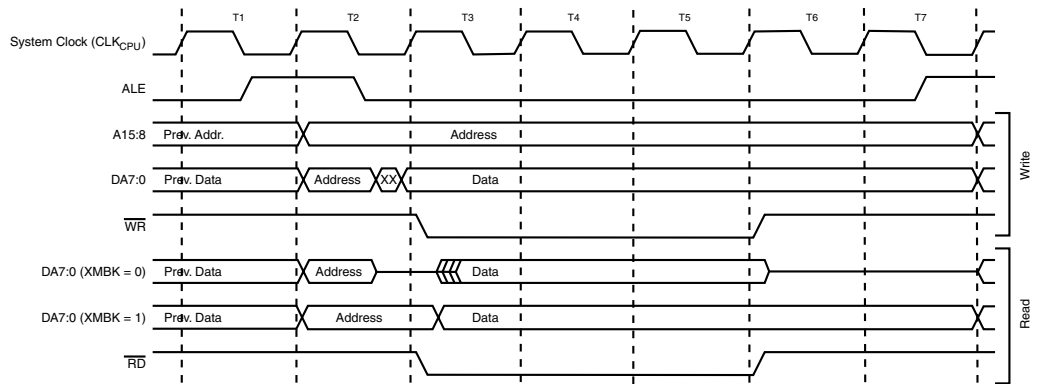 T1 T2 T3 T4 T5 T6 T7
System Clock (CLKCPU)
ALE
A15:8 Prev. Addr. Address
DA7:0 Prev. Data Address XX Data
WR
Write
DA7:0 (XMBK = 0) Prev. Data Address Data
DA7:0 (XMBK = 1) Prev. Data Address Data
RD
Read